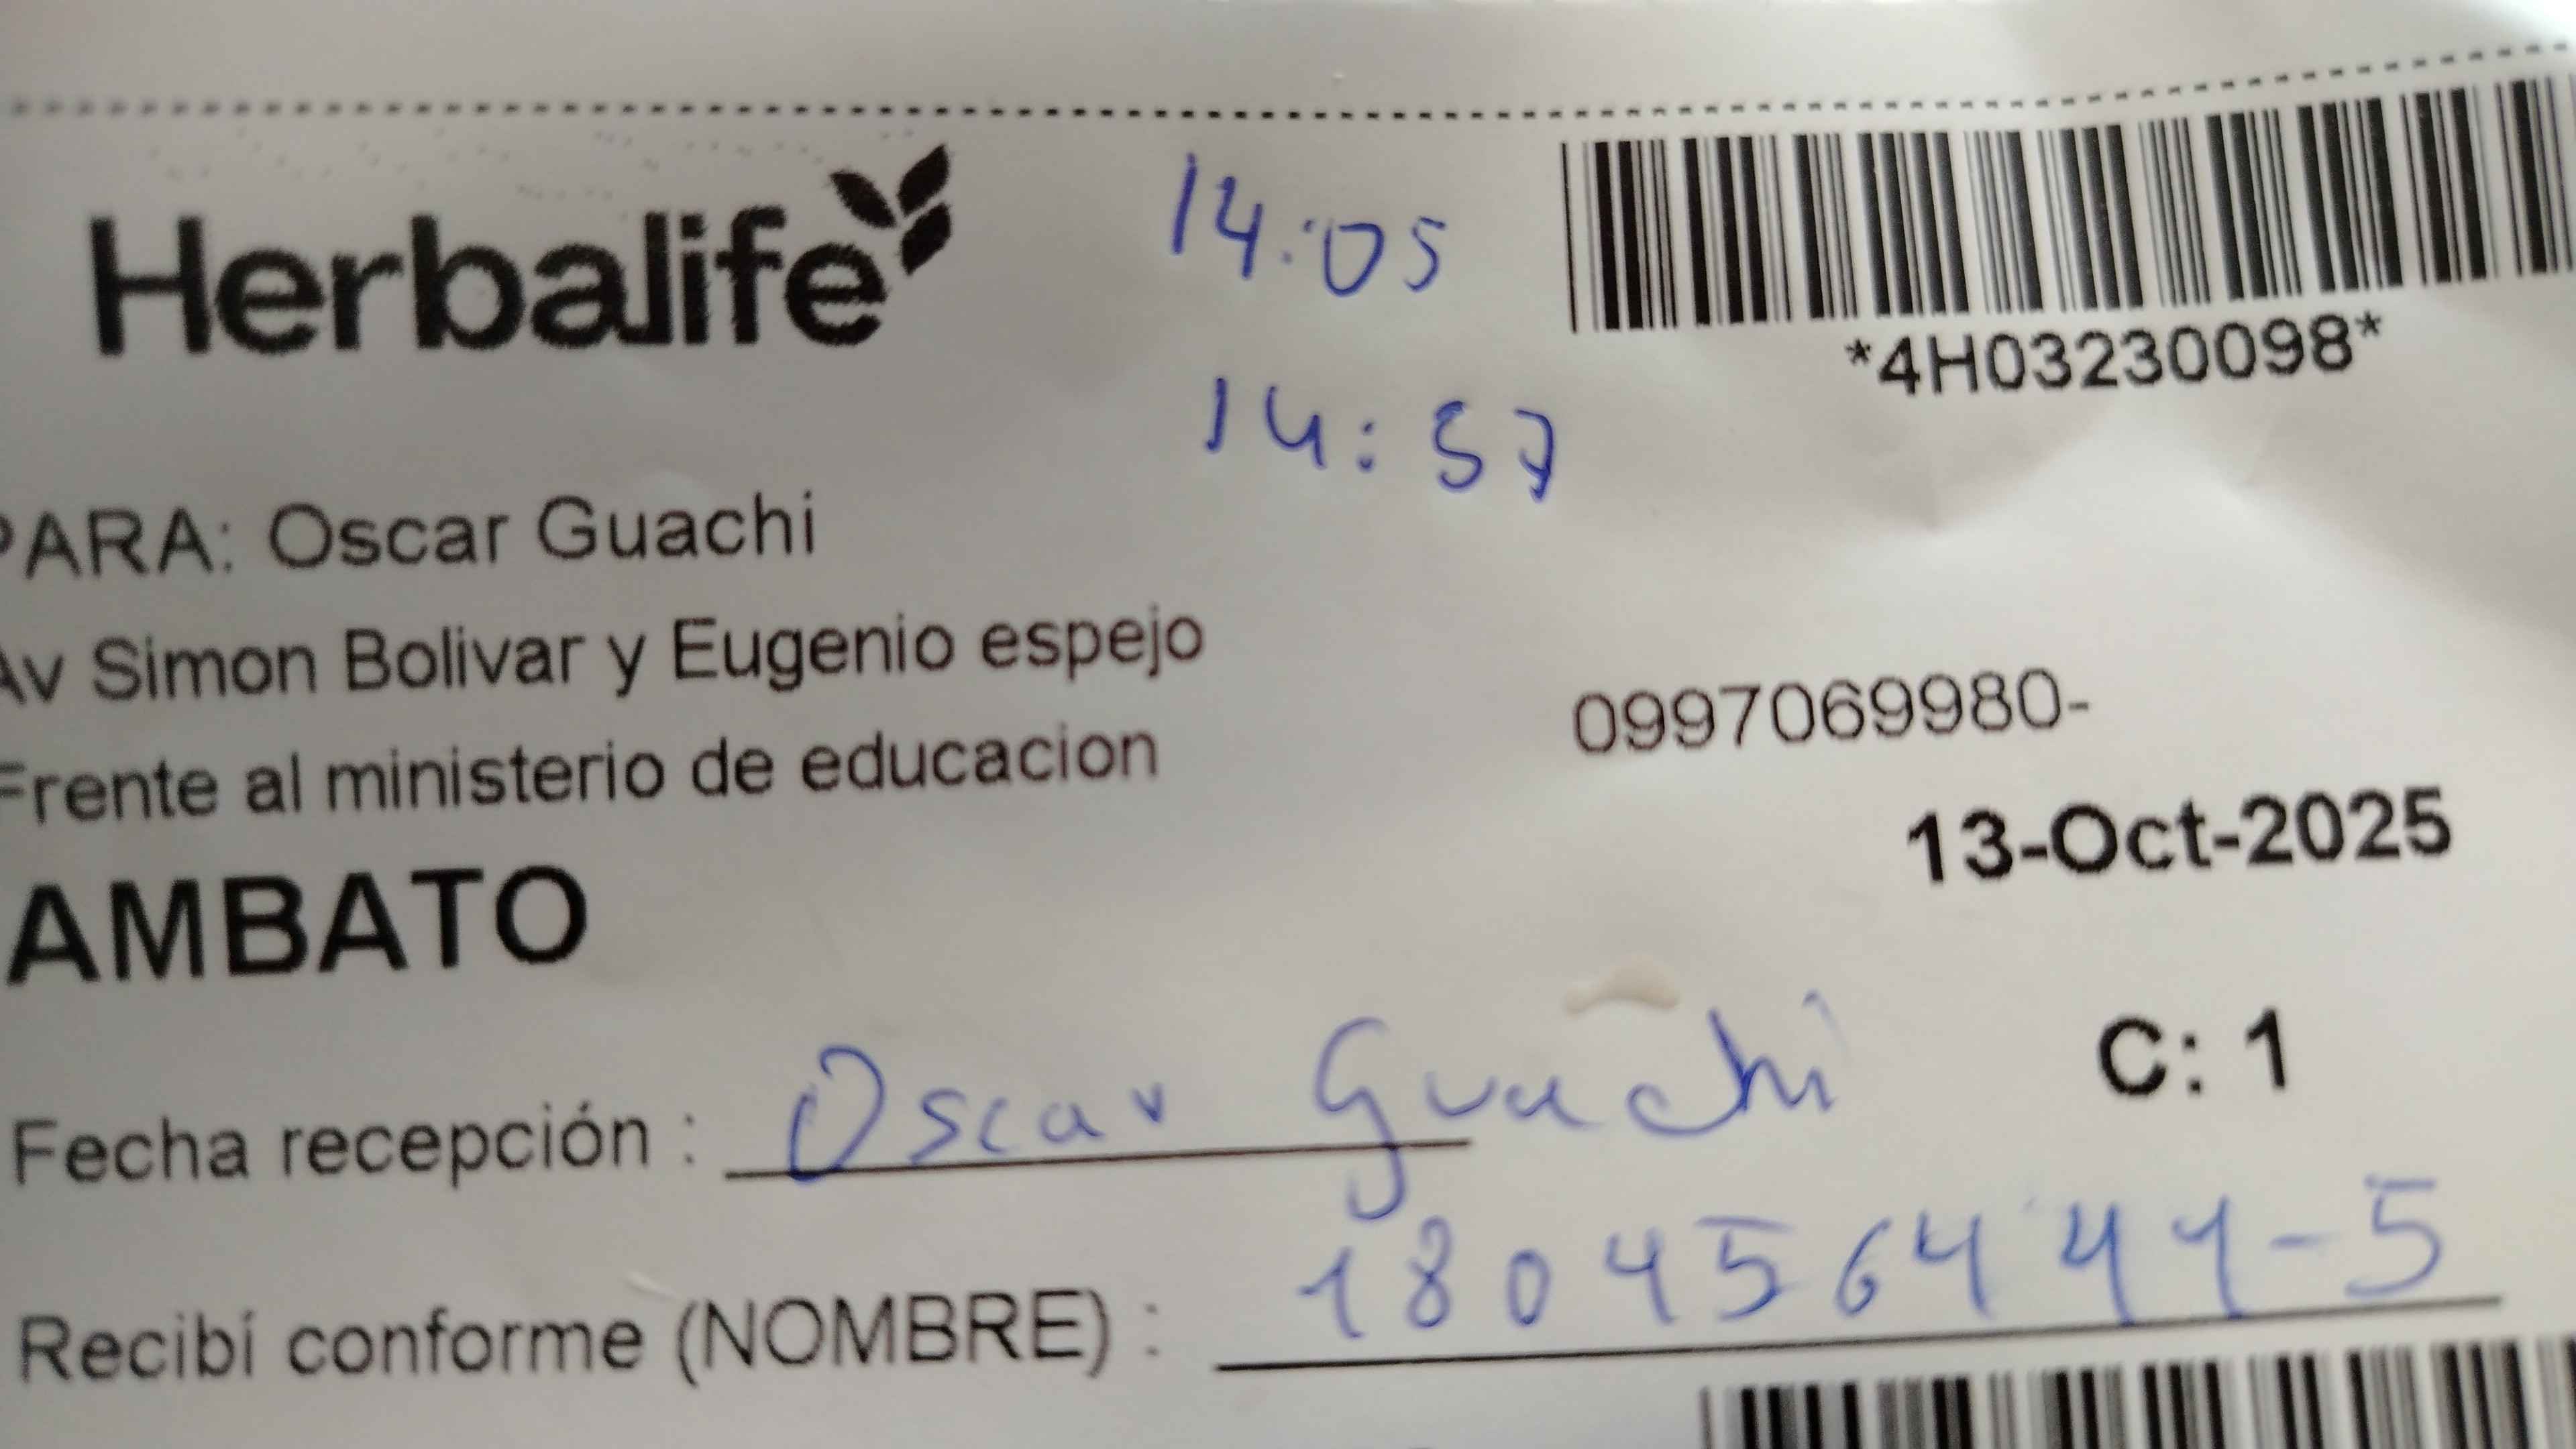 Herbalife
14:05
*4H03230098*
14:57
PARA: Oscar Guachi
Av Simon Bolivar y Eugenio espejo
0997069980-
Frente al ministerio de educacion
13-Oct-2025
AMBATO
C: 1
Fecha recepción : Oscar Guachi
Recibí conforme (NOMBRE) : 180456444-5